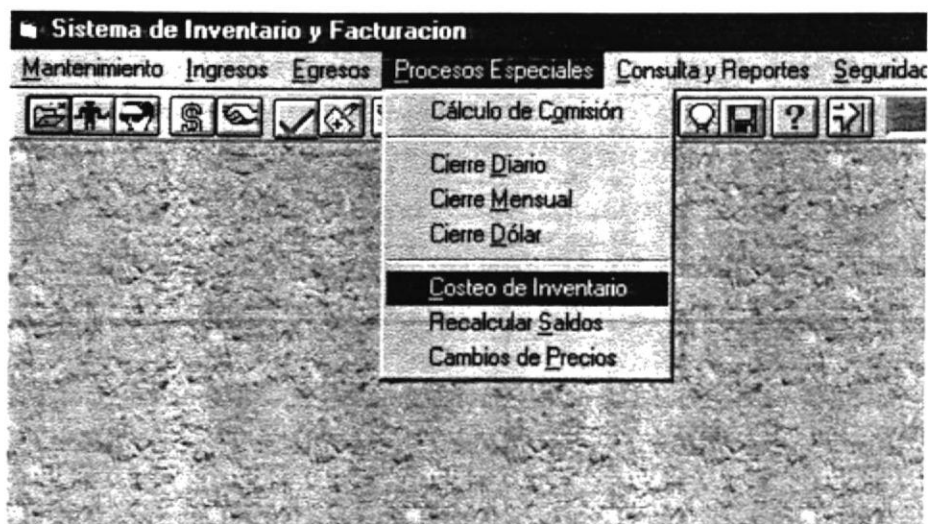 Sistema de Inventario y Facturacion
Mantenimiento Ingresos Egresos Procesos Especiales Consulta y Reportes Seguridad
Cálculo de Comisión
Cierre Diario
Cierre Mensual
Cierre Dólar
Costeo de Inventario
Recalcular Saldos
Cambios de Precios